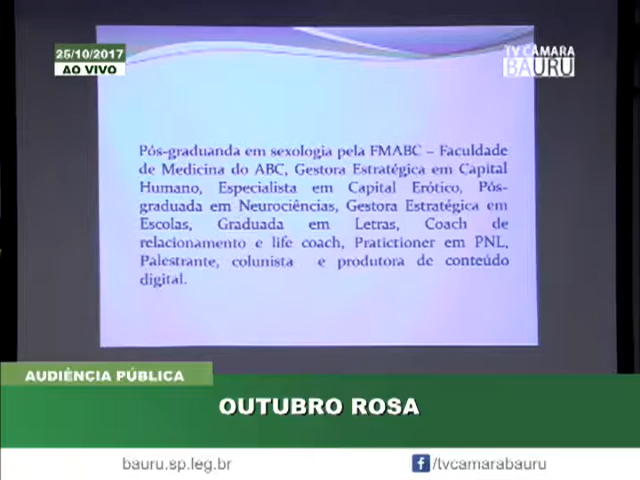 25/10/2017
AO VIVO
TV CÂMARA
BAURU
Pós-graduanda em sexologia pela FMABC – Faculdade
de Medicina do ABC, Gestora Estratégica em Capital
Humano, Especialista em Capital Erótico, Pós-
graduada em Neurociências, Gestora Estratégica em
Escolas, Graduada em Letras, Coach de
relacionamento e life coach, Pratictioner em PNL,
Palestrante, colunista e produtora de conteúdo
digital.
AUDIÊNCIA PÚBLICA
OUTUBRO ROSA
bauru.sp.leg.br
/tvcamarabauru